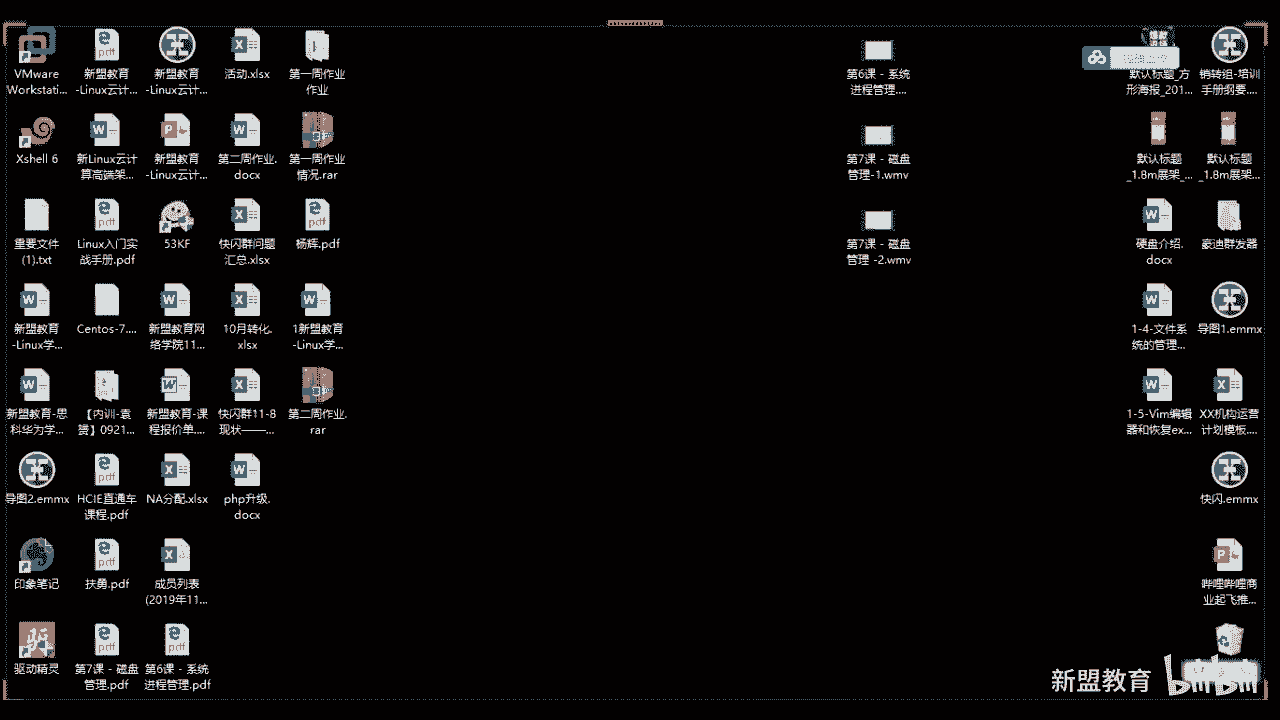 VMware
Workstati...
新盟教育
-Linux云计...
新盟教育
-Linux云计...
活动.xlsx
第一周作业
作业
第6课 - 系统
进程管理....
默认标题_方
形海报_201...
销转组-培训
手册纲要....
Xshell 6
新Linux云计
算高端架...
新盟教育
-Linux云计...
第二周作业.
docx
第一周作业
情况.rar
第7课 - 磁盘
管理-1.wmv
默认标题
_1.8m展架_...
默认标题
_1.8m展架...
重要文件
(1).txt
Linux入门实
战手册.pdf
53KF
快闪群问题
汇总.xlsx
杨辉.pdf
第7课 - 磁盘
管理 -2.wmv
硬盘介绍.
docx
豪迪群发器
新盟教育
-Linux学...
Centos-7....
新盟教育网
络学院11...
10月转化.
xlsx
1新盟教育
-Linux学...
1-4-文件系
统的管理...
导图1.emmx
新盟教育-思
科华为学...
【内训-袁
赟】0921...
新盟教育-课
程报价单....
快闪群11-8
现状——...
第二周作业.
rar
1-5-Vim编辑
器和恢复ex...
XX机构运营
计划模板....
导图2.emmx
HCIE直通车
课程.pdf
NA分配.xlsx
php升级.
docx
快闪.emmx
印象笔记
扶勇.pdf
成员列表
(2019年11...
哔哩哔哩商
业起飞推...
驱动精灵
第7课 - 磁盘
管理.pdf
第6课 - 系统
进程管理.pdf
新盟教育
bilibili